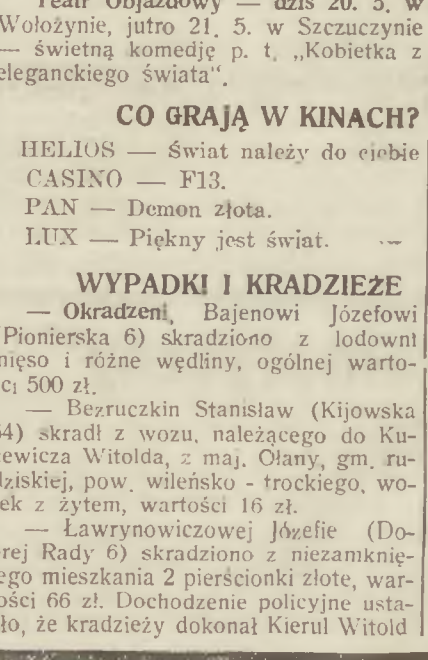 Teatr Objazdowy — dziś 20. 5. w
Wołożynie, jutro 21. 5. w Szczuczynie
— świetną komedję p. t. „Kobietka z
eleganckiego świata“.
CO GRAJĄ W KINACH?
HELIOS — Świat należy do ciebie
CASINO — F13.
PAN — Demon złota.
LUX — Piękny jest świat.
WYPADKI I KRADZIEŻE
— Okradzeni, Bajenowi Józefowi
(Pionierska 6) skradziono z lodowni
mięso i różne wędliny, ogólnej warto-
ci 500 zł.
— Bezruczkin Stanisław (Kijowska
64) skradł z wozu, należącego do Ku-
ewicza Witolda, z maj. Ołany, gm. ru-
dziskiej, pow. wileńsko - trockiego, wo-
ek z żytem, wartości 16 zł.
— Ławrynowiczowej Józefie (Do-
rej Rady 6) skradziono z niezamknię-
ego mieszkania 2 pierścionki złote, war-
ości 66 zł. Dochodzenie policyjne usta-
ło, że kradzieży dokonał Kierul Witold